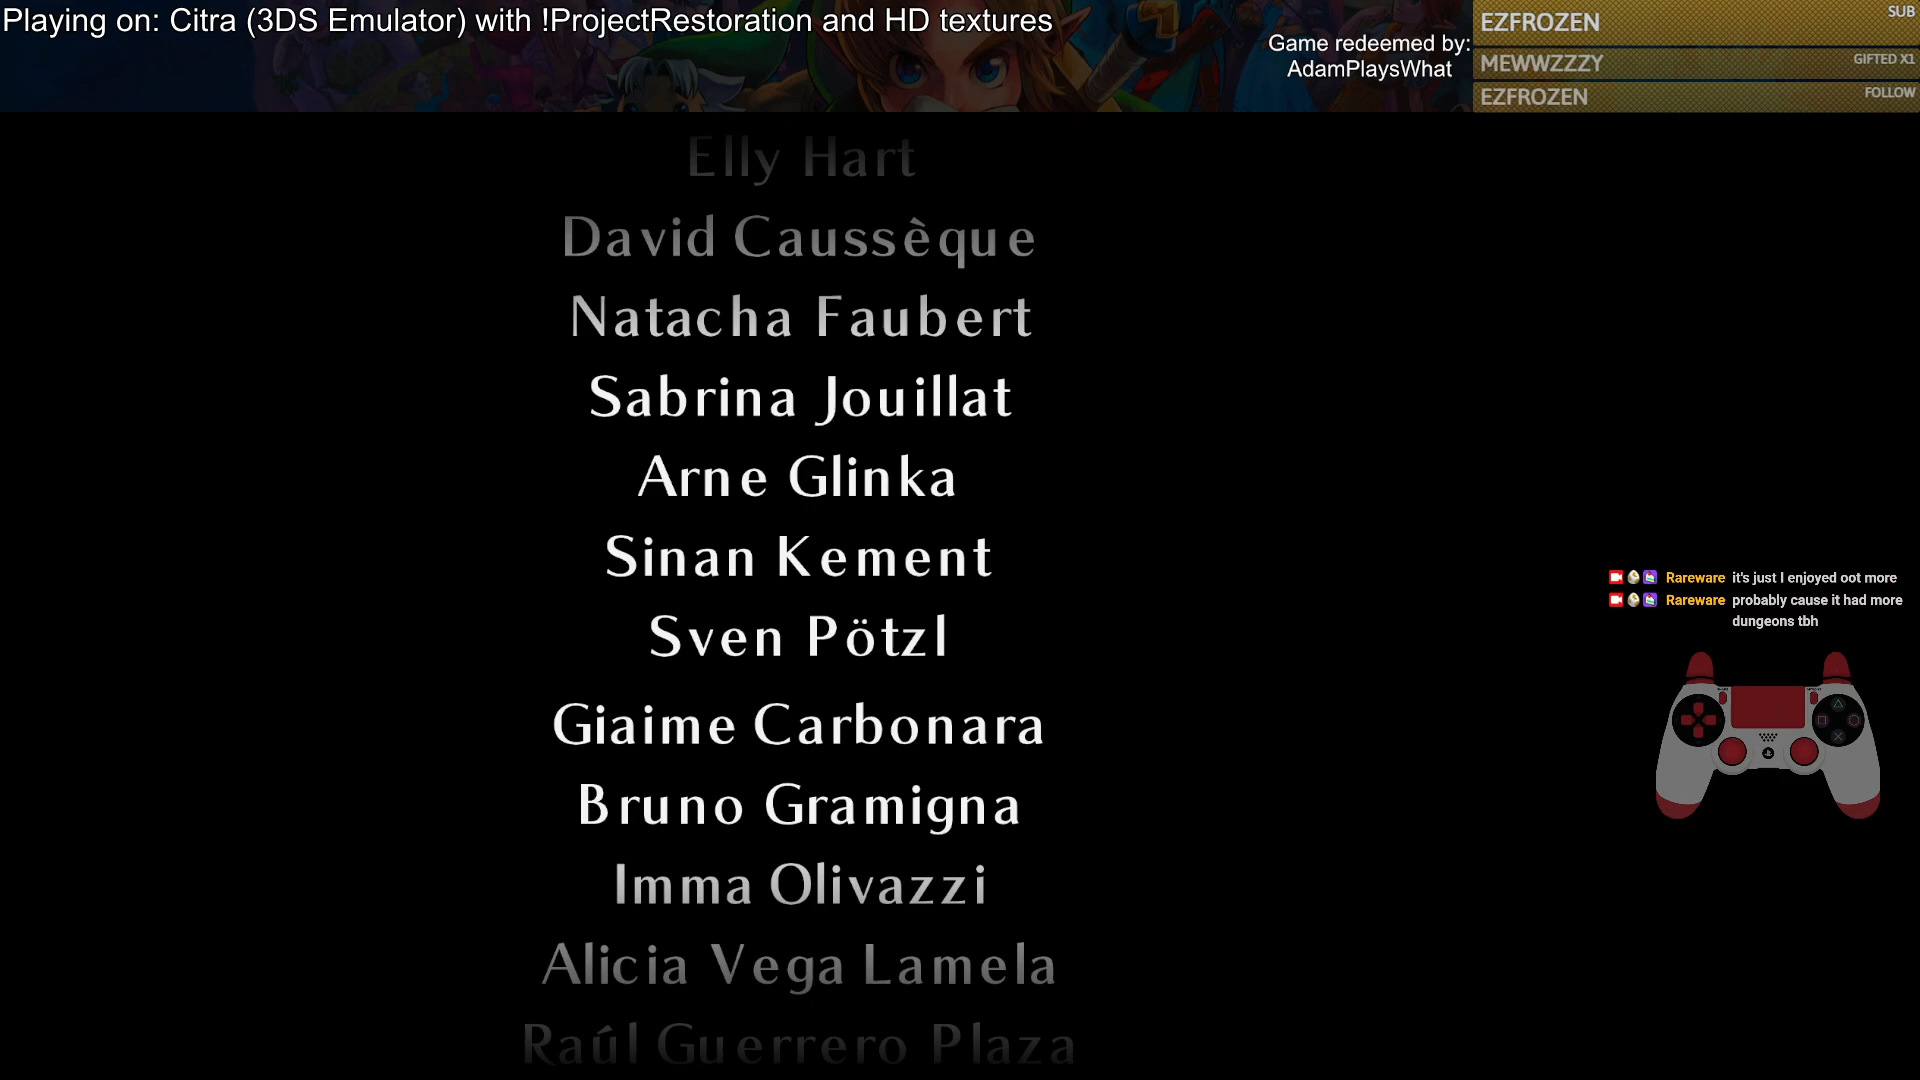 Playing on: Citra (3DS Emulator) with !ProjectRestoration and HD textures
Game redeemed by:
AdamPlaysWhat
EZFROZEN SUB
MEWWZZZY GIFTED X1
EZFROZEN FOLLOW
Elly Hart
David Caussèque
Natacha Faubert
Sabrina Jouillat
Arne Glinka
Sinan Kement
Sven Pötzl
Giaime Carbonara
Bruno Gramigna
Imma Olivazzi
Alicia Vega Lamela
Raúl Guerrero Plaza
Rareware it's just I enjoyed oot more
Rareware probably cause it had more
dungeons tbh